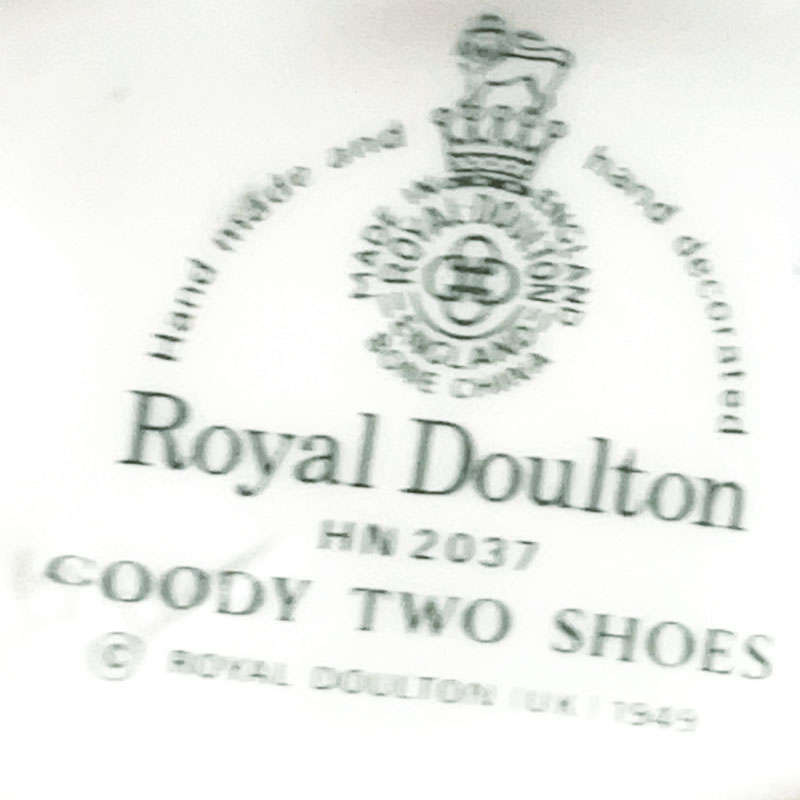 Hand made and hand decorated
MADE IN ENGLAND
ROYAL DOULTON
ENGLAND
BONE CHINA
Royal Doulton
HN 2037
GOODY TWO SHOES
© ROYAL DOULTON (UK) 1949